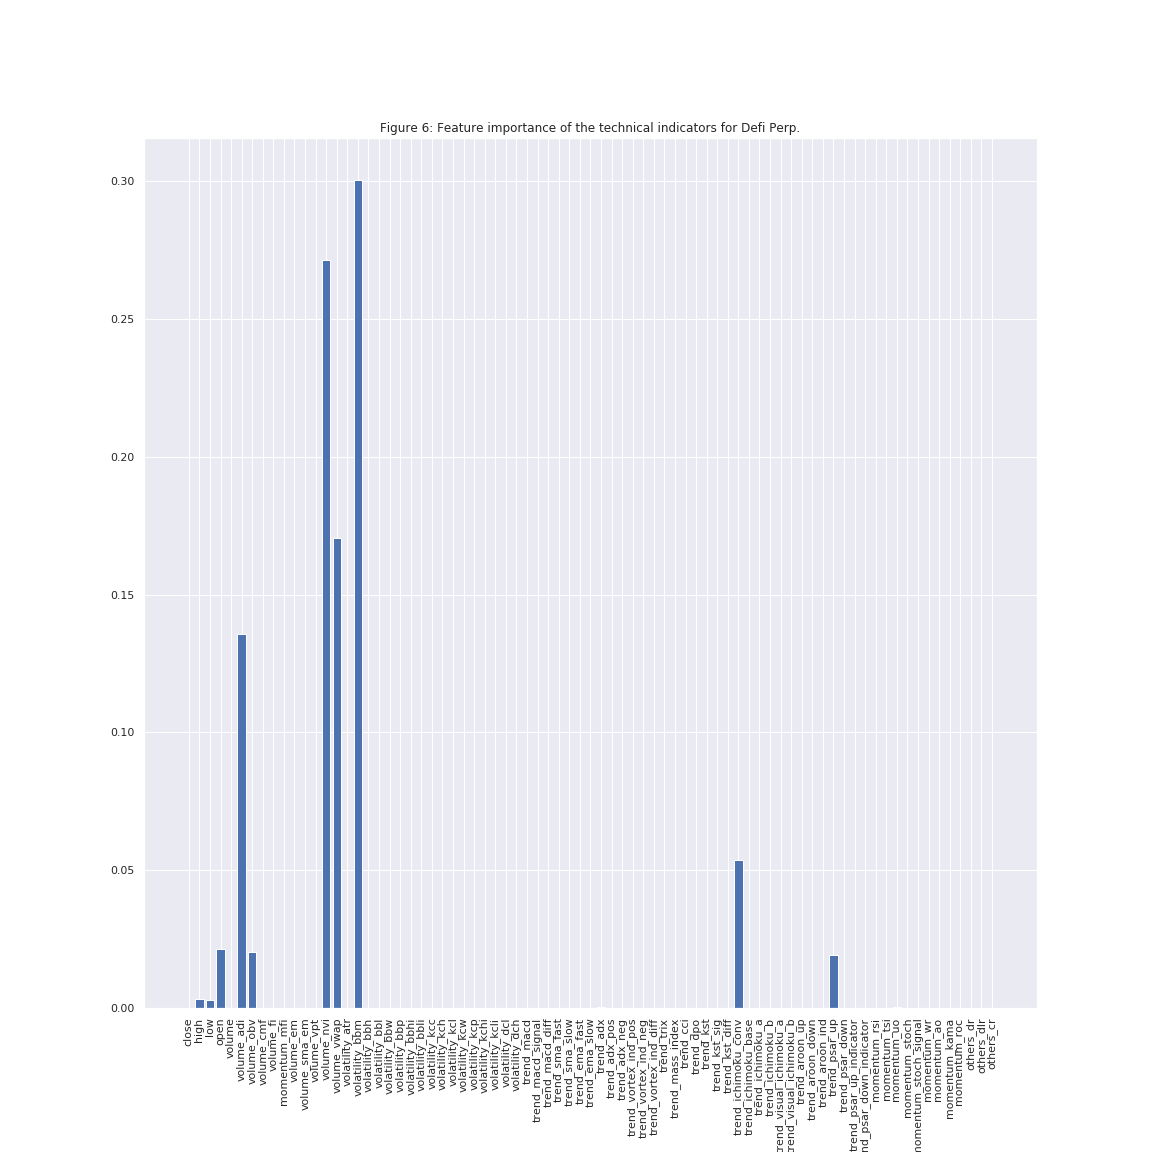 Figure 6: Feature importance of the technical indicators for Defi Perp.
0.30
0.25
0.20
0.15
0.10
0.05
0.00
close
high
low
open
volume
volume_adi
volume_obv
volume_cmf
volume_fi
momentum_mfi
volume_em
volume_sma_em
volume_vpt
volume_nvi
volume_vwap
volatility_atr
volatility_bbm
volatility_bbh
volatility_bbl
volatility_bbw
volatility_bbp
volatility_bbhi
volatility_bbli
volatility_kcc
volatility_kch
volatility_kcl
volatility_kcw
volatility_kcp
volatility_kchi
volatility_kcli
volatility_dcl
volatility_dch
trend_macd
trend_macd_signal
trend_macd_diff
trend_sma_fast
trend_sma_slow
trend_ema_fast
trend_ema_slow
trend_adx
trend_adx_pos
trend_adx_neg
trend_vortex_ind_pos
trend_vortex_ind_neg
trend_vortex_ind_diff
trend_trix
trend_mass_index
trend_cci
trend_dpo
trend_kst
trend_kst_sig
trend_kst_diff
trend_ichimoku_conv
trend_ichimoku_base
trend_ichimoku_a
trend_ichimoku_b
trend_visual_ichimoku_a
trend_visual_ichimoku_b
trend_aroon_up
trend_aroon_down
trend_aroon_ind
trend_psar_up
trend_psar_down
trend_psar_up_indicator
nd_psar_down_indicator
momentum_rsi
momentum_tsi
momentum_uo
momentum_stoch
momentum_stoch_signal
momentum_wr
momentum_ao
momentum_kama
momentum_roc
others_dr
others_dlr
others_cr